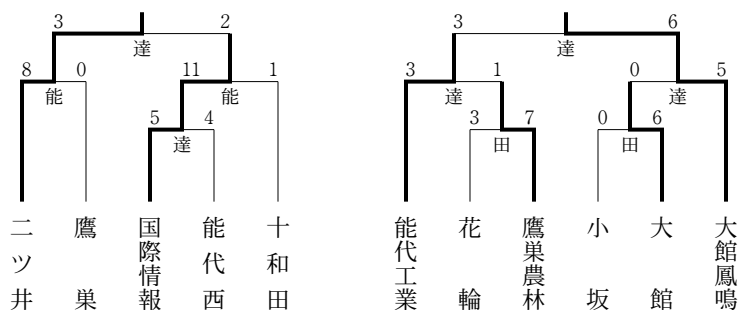 3 2 3 6
達 達
8 0 11 1 3 1 0 5
能 能 達 達
5 4 3 7 0 6
達 田 田
二ツ井
鷹巣
国際情報
能代西
十和田
能代工業
花輪
鷹巣農林
小坂
大館
大館鳳鳴